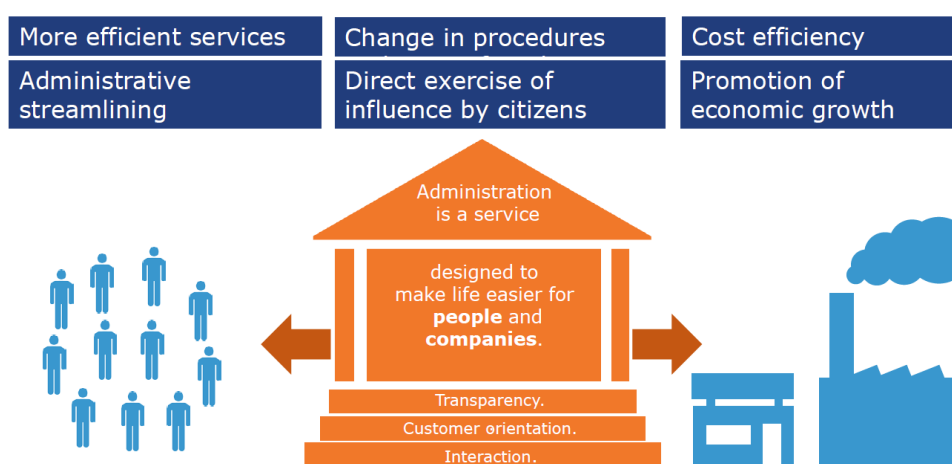 More efficient services
Change in procedures
Cost efficiency
Administrative
streamlining
Direct exercise of
influence by citizens
Promotion of
economic growth
Administration
is a service
designed to
make life easier for
people and
companies.
Transparency.
Customer orientation.
Interaction.